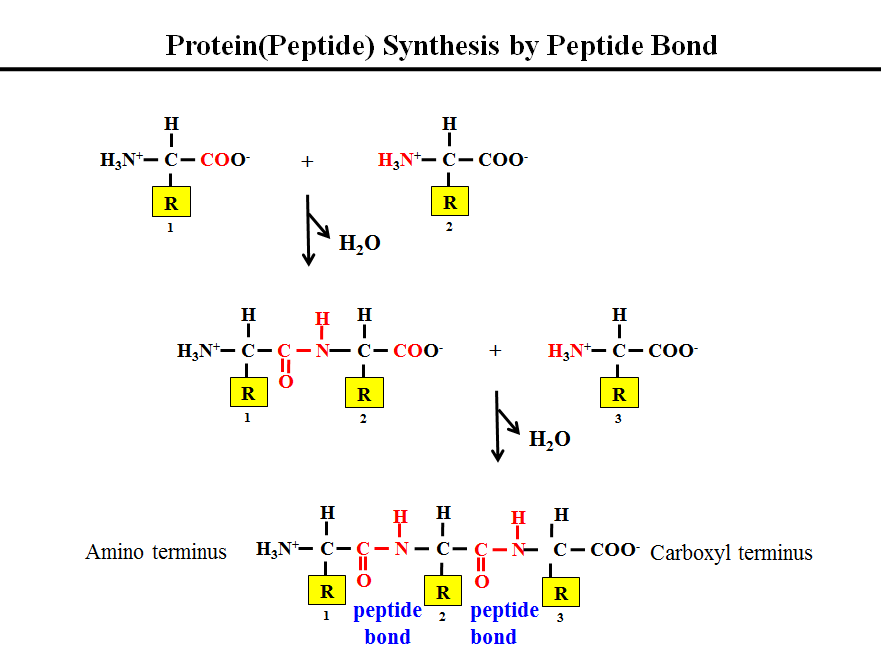 Protein(Peptide) Synthesis by Peptide Bond
H H
H₃N⁺ C COO⁻ + H₃N⁺ C COO⁻
R R
1 2
H₂O
H H H H
H₃N⁺ C C N C COO⁻ + H₃N⁺ C COO⁻
O
R R R
1 2 3
H₂O
H H H H H
Amino terminus H₃N⁺ C C N C C N C COO⁻ Carboxyl terminus
O O
R R R
1 2 3
peptide peptide
bond bond